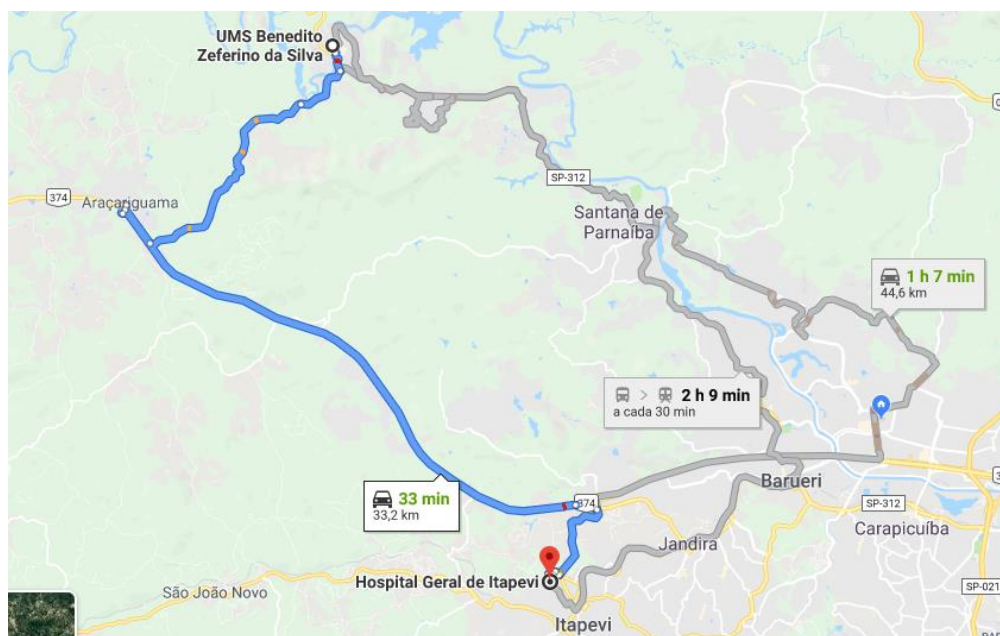 UMS Benedito
Zeferino da Silva
374
Araçariguama
SP-312
Santana de
Parnaíba
1 h 7 min
44,6 km
2 h 9 min
a cada 30 min
33 min
33,2 km
374
Barueri
SP-312
Carapicuíba
Jandira
Hospital Geral de Itapevi
São João Novo
SP-021
Itapevi